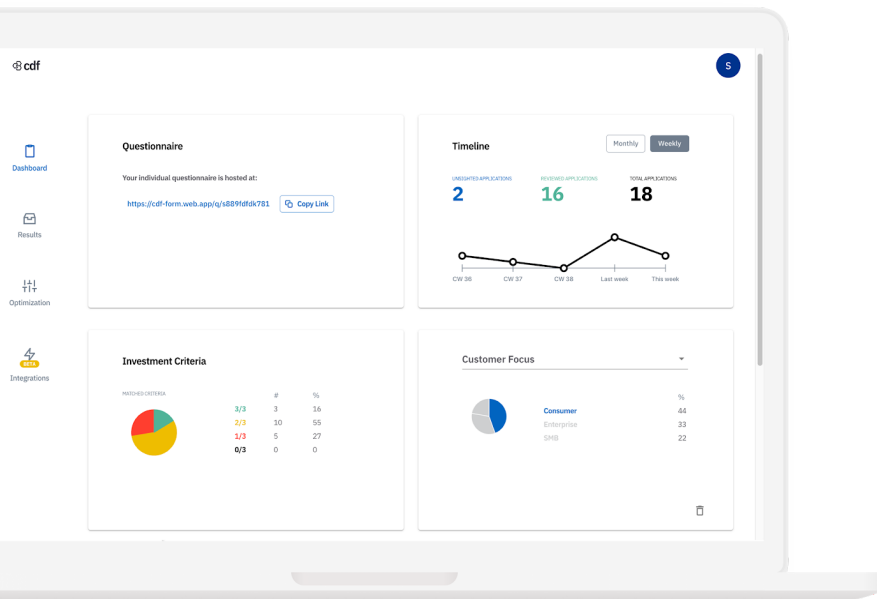 cdf
S
Dashboard
Results
Optimization
BETA
Integrations
Questionnaire
Your individual questionnaire is hosted at:
https://cdf-form.web.app/q/s889fdfdk781 Copy Link
Timeline
Monthly Weekly
UNSIGHTED APPLICATIONS REVIEWED APPLICATIONS TOTAL APPLICATIONS
2 16 18
CW 36 CW 37 CW 38 Last week This week
Investment Criteria
MATCHED CRITERIA
# %
3/3 3 16
2/3 10 55
1/3 5 27
0/3 0 0
Customer Focus
%
Consumer 44
Enterprise 33
SMB 22